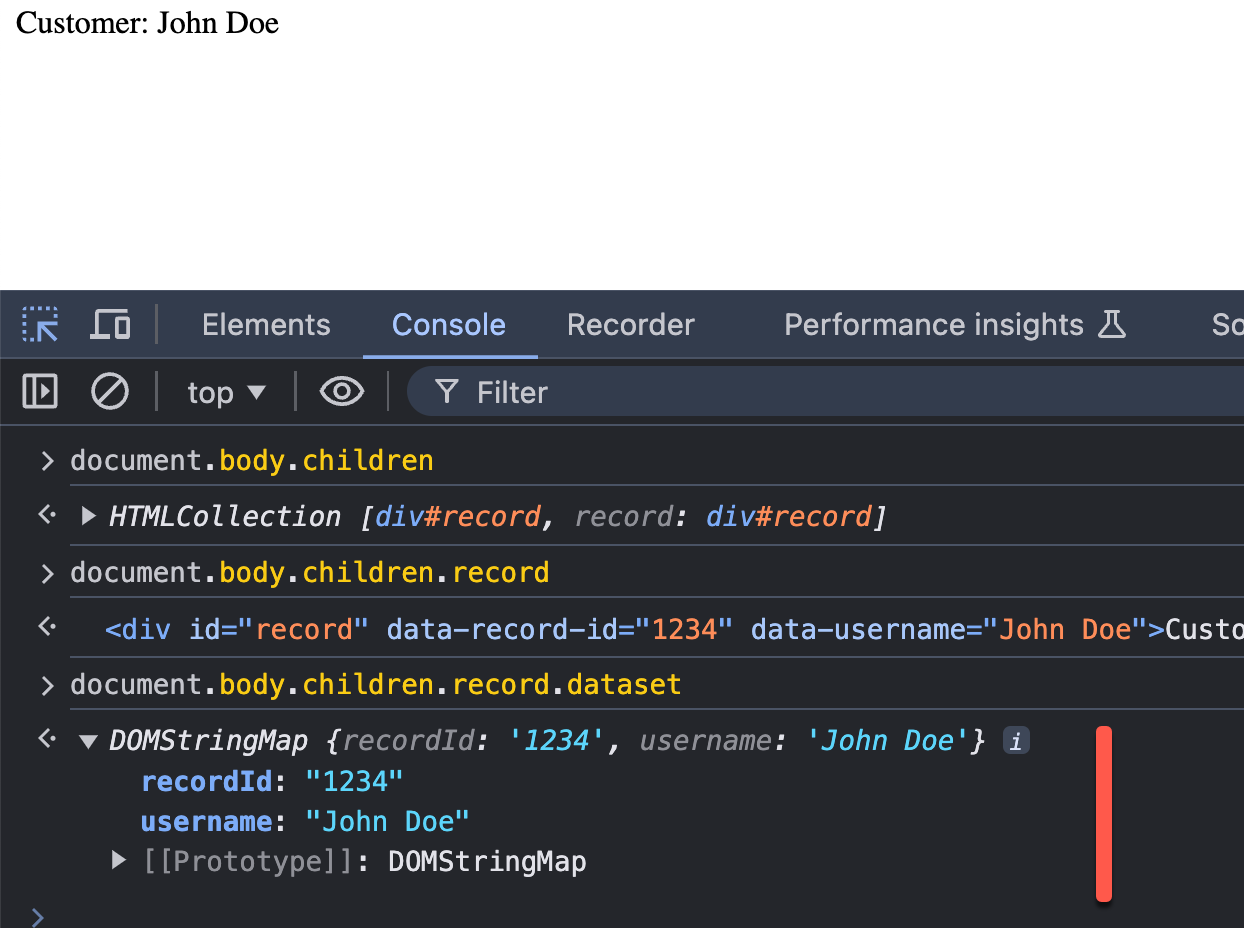 Customer: John Doe
Elements Console Recorder Performance insights So
top Filter
document.body.children
HTMLCollection [div#record, record: div#record]
document.body.children.record
<div id="record" data-record-id="1234" data-username="John Doe">Custo
document.body.children.record.dataset
DOMStringMap {recordId: '1234', username: 'John Doe'} i
recordId: "1234"
username: "John Doe"
[[Prototype]]: DOMStringMap